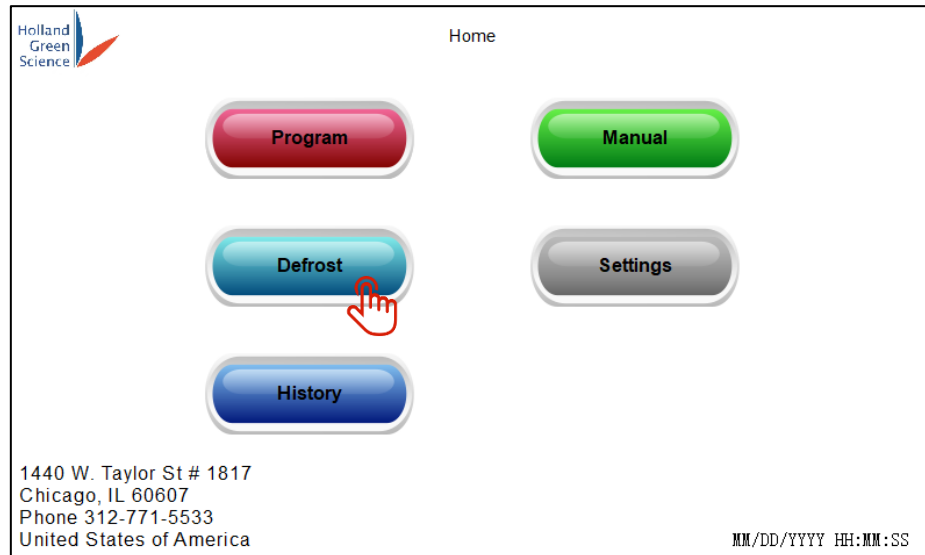 Holland
Green
Science
Home
Program
Manual
Defrost
Settings
History
1440 W. Taylor St # 1817
Chicago, IL 60607
Phone 312-771-5533
United States of America
MM/DD/YYYY HH:MM:SS